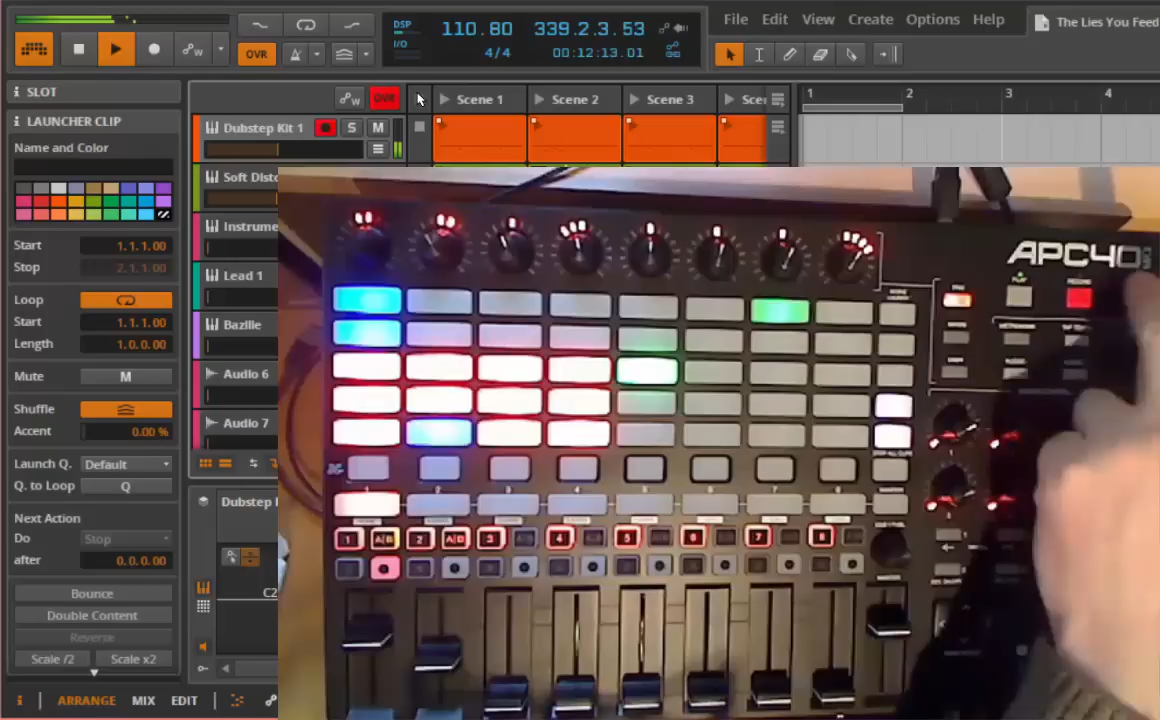 DSP
I/O
110.80
339.2.3.53
4/4
00:12:13.01
File Edit View Create Options Help
The Lies You Feed
OVR
W
SLOT
LAUNCHER CLIP
Name and Color
Start 1.1.1.00
Stop 2.1.1.00
Loop
Start 1.1.1.00
Length 1.0.0.00
Mute M
Shuffle
Accent 0.00 %
Launch Q. Default
Q. to Loop Q
Next Action
Do Stop
after 0.0.0.00
Bounce
Double Content
Reverse
Scale /2 Scale x2
ARRANGE MIX EDIT
W OVR
Scene 1 Scene 2 Scene 3
1 2 3 4
Dubstep Kit 1 S M
Soft Disto
Instrume
Lead 1
Bazille
Audio 6
Audio 7
Dubstep
C2
APC40
1 A|B 2 A|B 3 4 5 6 7 8